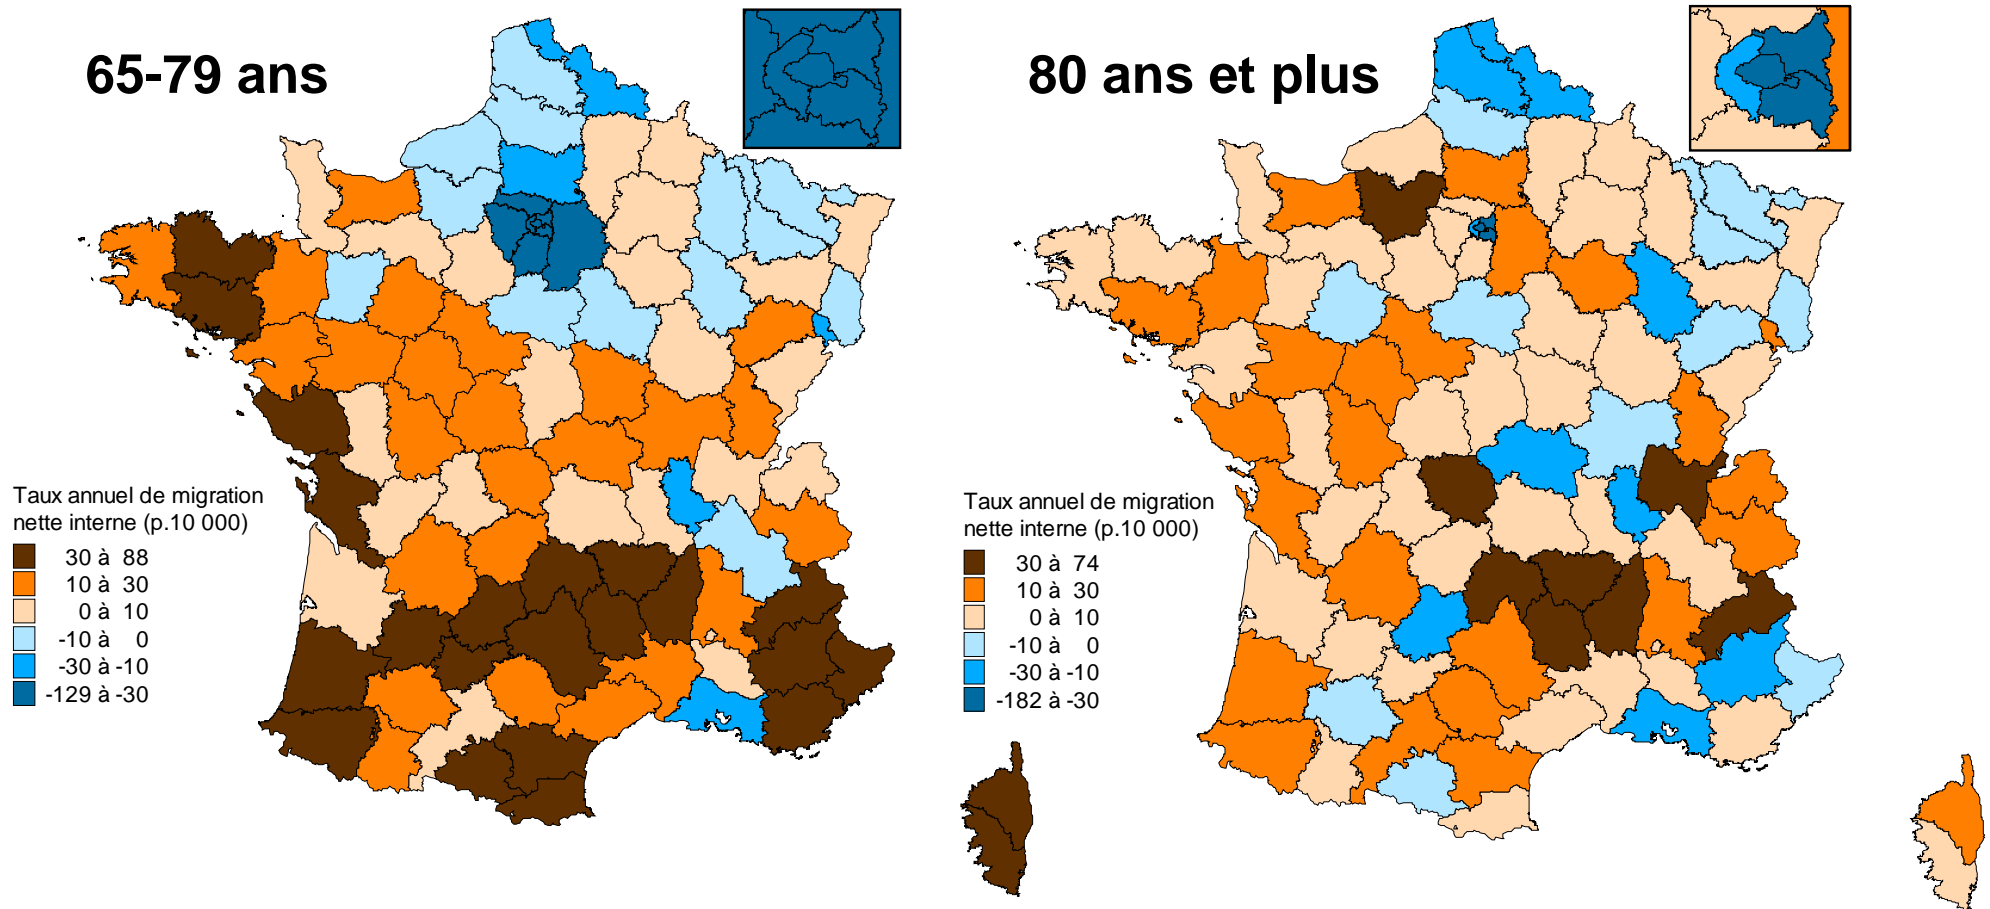 65-79 ans
80 ans et plus
Taux annuel de migration
nette interne (p.10 000)
30 à 88
10 à 30
0 à 10
-10 à 0
-30 à -10
-129 à -30
Taux annuel de migration
nette interne (p.10 000)
30 à 74
10 à 30
0 à 10
-10 à 0
-30 à -10
-182 à -30